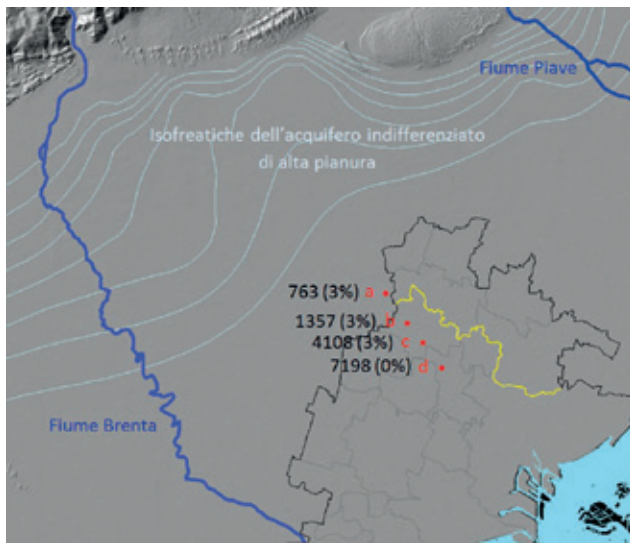 Fiume Piave
Isofreatiche dell'acquifero indifferenziato
di alta pianura
763 (3%) a
1357 (3%) b
4108 (3%) c
7198 (0%) d
Fiume Brenta